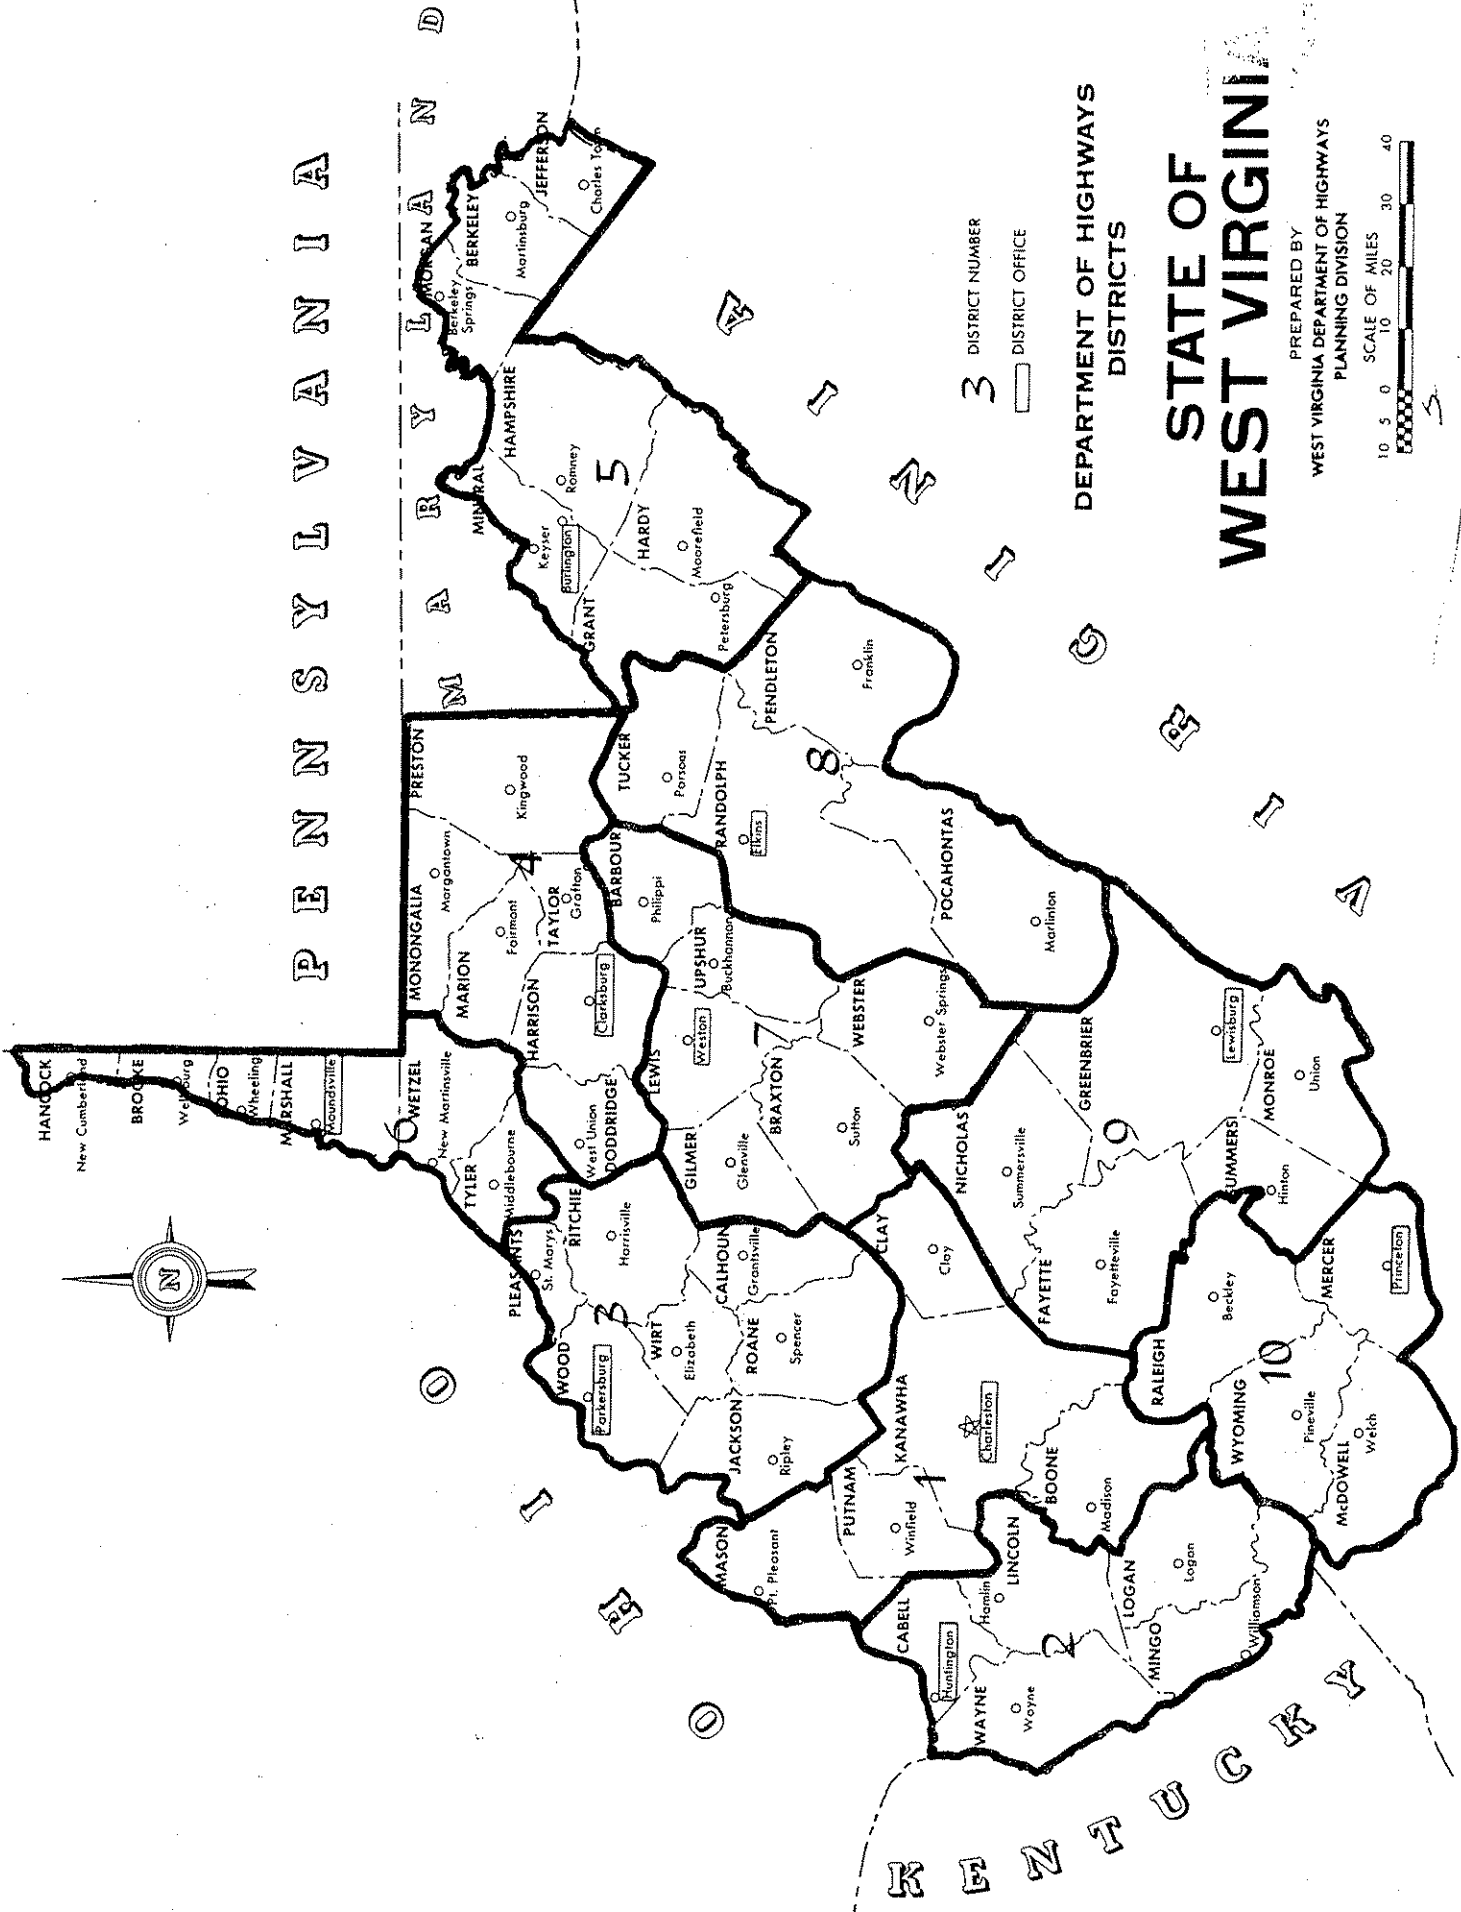 PENNSYLVANIA
MARYLAND
OHIO
KENTUCKY
VIRGINIA
N
HANCOCK
New Cumberland
BROOKE
OHIO
Wheeling
MARSHALL
Moundsville
6
WETZEL
New Martinsville
TYLER
Middlebourne
PLEASANTS
St. Marys
RITCHIE
Harrisville
WOOD
Parkersburg
3
WIRT
Elizabeth
CALHOUN
Grantsville
ROANE
Spencer
JACKSON
Ripley
MONONGALIA
Morgantown
PRESTON
Kingwood
MARION
Fairmont
4
TAYLOR
Grafton
HARRISON
Clarksburg
DODDRIDGE
West Union
MORGAN
Berkeley
Springs
BERKELEY
Martinsburg
JEFFERSON
Charles Town
HAMPSHIRE
Romney
MINERAL
Keyser
Burlington
5
GRANT
Petersburg
HARDY
Moorefield
TUCKER
Parsons
RANDOLPH
Elkins
PENDLETON
Franklin
8
POCAHONTAS
Marlinton
BARBOUR
Philippi
UPSHUR
Buckhannon
LEWIS
Weston
7
GILMER
Glenville
BRAXTON
Sutton
WEBSTER
Webster Springs
NICHOLAS
Summersville
GREENBRIER
Lewisburg
9
FAYETTE
Fayetteville
SUMMERS
Hinton
MONROE
Union
MASON
Pt. Pleasant
PUTNAM
Winfield
1
KANAWHA
Charleston
CLAY
Clay
BOONE
Madison
CABELL
Huntington
LINCOLN
Hamlin
WAYNE
Wayne
2
LOGAN
Logan
MINGO
Williamson
RALEIGH
Beckley
10
WYOMING
Pineville
McDOWELL
Welch
MERCER
Princeton
3 DISTRICT NUMBER
DISTRICT OFFICE
DEPARTMENT OF HIGHWAYS
DISTRICTS
STATE OF
WEST VIRGINIA
PREPARED BY
WEST VIRGINIA DEPARTMENT OF HIGHWAYS
PLANNING DIVISION
SCALE OF MILES
10 5 0 10 20 30 40